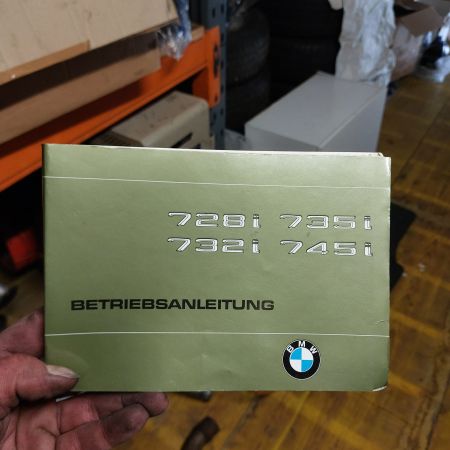 728i 735i
732i 745i
BETRIEBSANLEITUNG
BMW